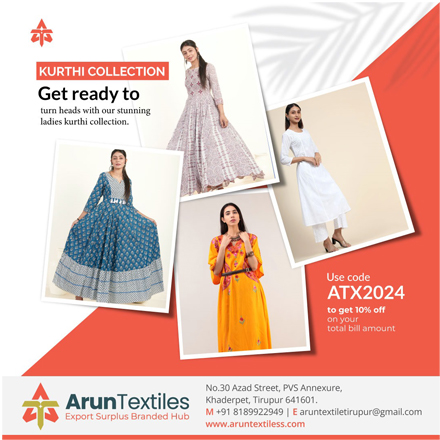 KURTHI COLLECTION
Get ready to
turn heads with our stunning
ladies kurthi collection.
Use code
ATX2024
to get 10% off
on your
total bill amount
ArunTextiles
Export Surplus Branded Hub
No.30 Azad Street, PVS Annexure,
Khaderpet, Tirupur 641601.
M +91 8189922949 | E aruntextiletirupur@gmail.com
www.aruntextiless.com